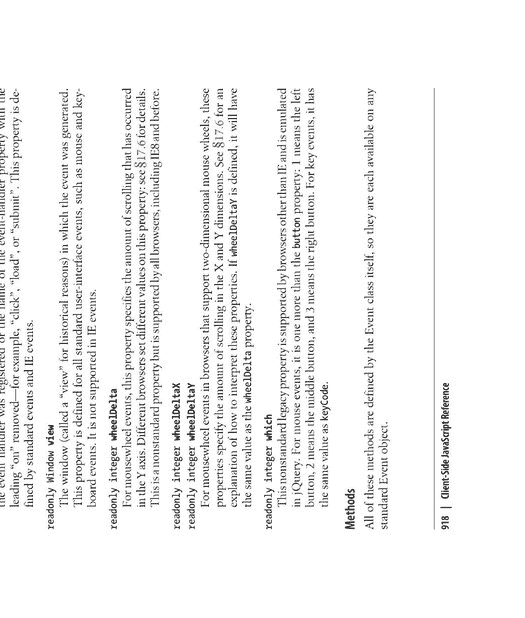 the event handler was registered or the name of the event-handler property with the
leading "on" removed—for example, "click", "load", or "submit". This property is de-
fined by standard events and IE events.
readonly Window view
The window (called a "view" for historical reasons) in which the event was generated.
This property is defined for all standard user-interface events, such as mouse and key-
board events. It is not supported in IE events.
readonly integer wheelDelta
For mousewheel events, this property specifies the amount of scrolling that has occurred
in the Y axis. Different browsers set different values on this property: see §17.6 for details.
This is a nonstandard property but is supported by all browsers, including IE8 and before.
readonly integer wheelDeltaX
readonly integer wheelDeltaY
For mousewheel events in browsers that support two-dimensional mouse wheels, these
properties specify the amount of scrolling in the X and Y dimensions. See §17.6 for an
explanation of how to interpret these properties. If wheelDeltaY is defined, it will have
the same value as the wheelDelta property.
readonly integer which
This nonstandard legacy property is supported by browsers other than IE and is emulated
in jQuery. For mouse events, it is one more than the button property: 1 means the left
button, 2 means the middle button, and 3 means the right button. For key events, it has
the same value as keyCode.
Methods
All of these methods are defined by the Event class itself, so they are each available on any
standard Event object.
918 | Client-Side JavaScript Reference